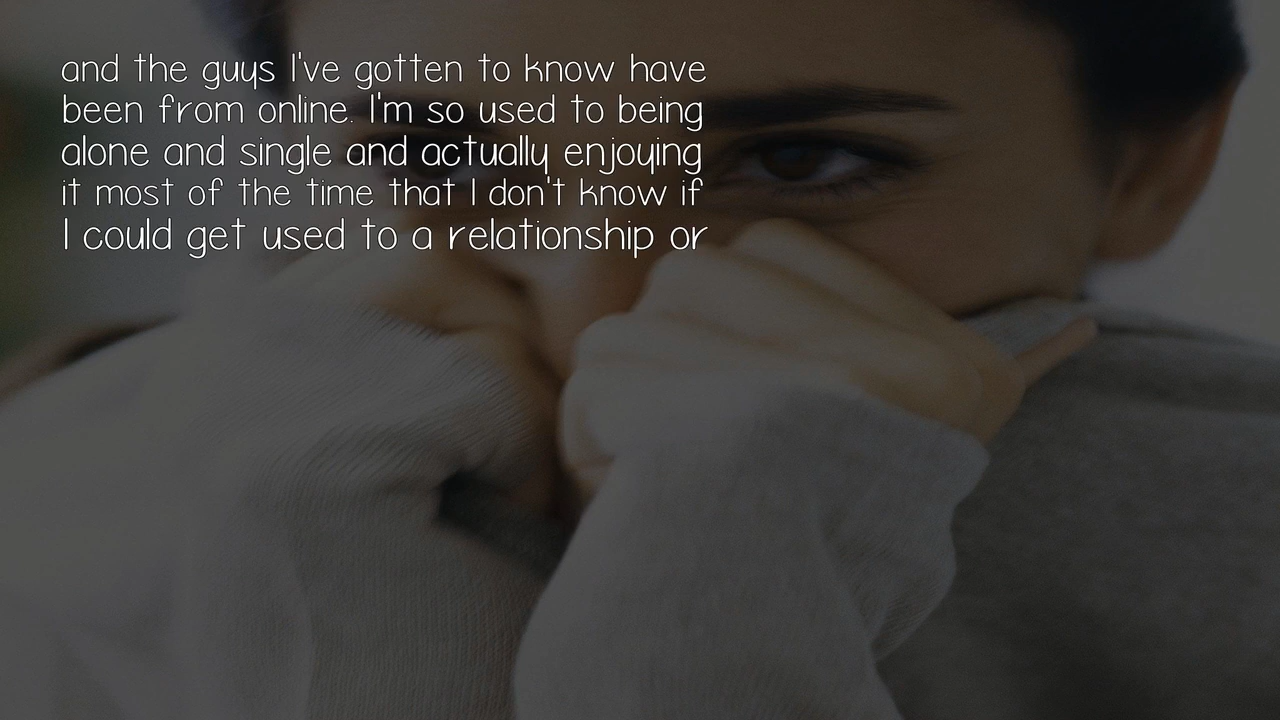 and the guys I've gotten to know have
been from online. I'm so used to being
alone and single and actually enjoying
it most of the time that I don't know if
I could get used to a relationship or